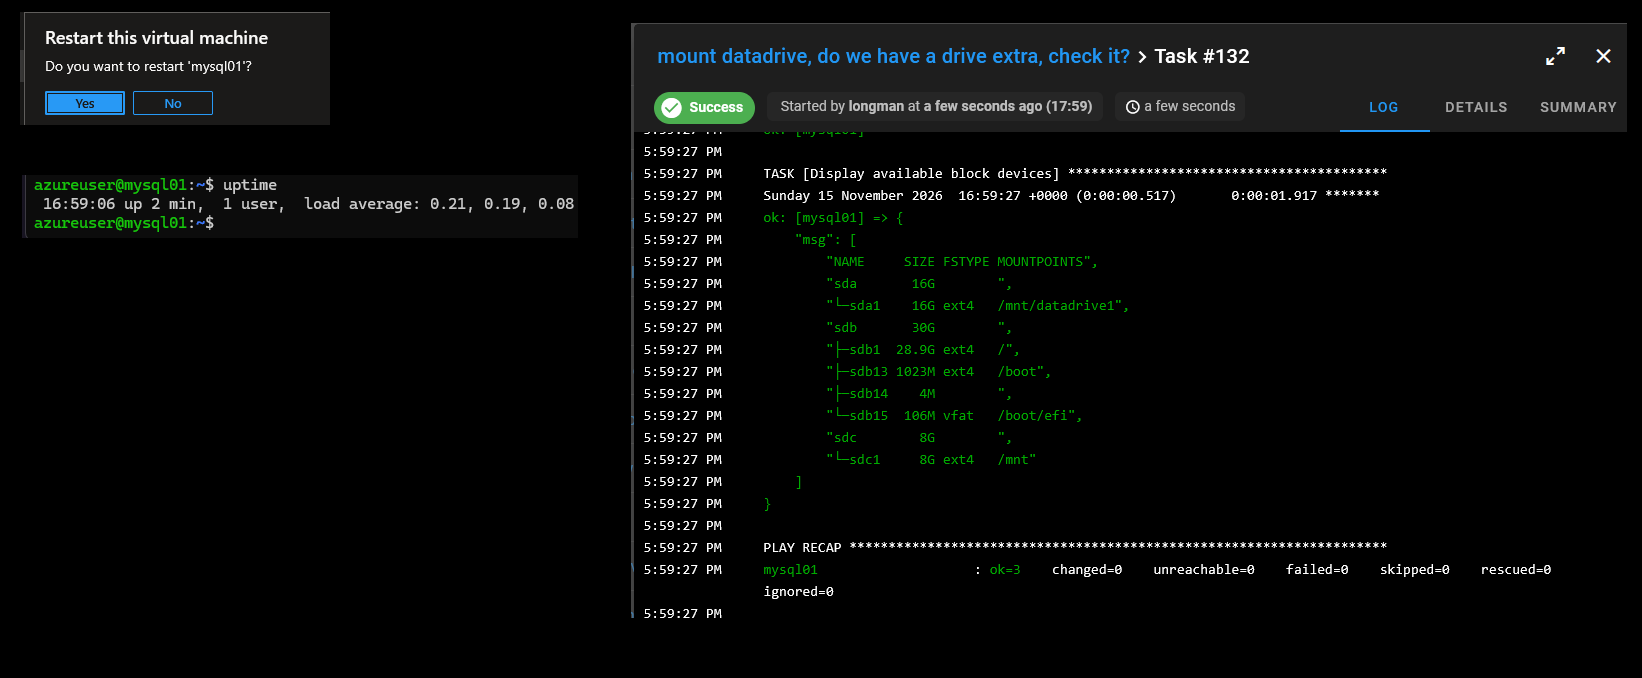 Restart this virtual machine
Do you want to restart 'mysql01'?
Yes No
azureuser@mysql01:~$ uptime
16:59:06 up 2 min,  1 user,  load average: 0.21, 0.19, 0.08
azureuser@mysql01:~$
mount datadrive, do we have a drive extra, check it? > Task #132
Success Started by longman at a few seconds ago (17:59) a few seconds LOG DETAILS SUMMARY
5:59:27 PM ok: [mysql01]
5:59:27 PM
5:59:27 PM TASK [Display available block devices] *****************************************
5:59:27 PM Sunday 15 November 2026  16:59:27 +0000 (0:00:00.517)       0:00:01.917 *******
5:59:27 PM ok: [mysql01] => {
5:59:27 PM     "msg": [
5:59:27 PM         "NAME     SIZE FSTYPE MOUNTPOINTS",
5:59:27 PM         "sda       16G        ",
5:59:27 PM         "└─sda1    16G ext4   /mnt/datadrive1",
5:59:27 PM         "sdb       30G        ",
5:59:27 PM         "├─sdb1  28.9G ext4   /",
5:59:27 PM         "├─sdb13 1023M ext4   /boot",
5:59:27 PM         "├─sdb14    4M        ",
5:59:27 PM         "└─sdb15  106M vfat   /boot/efi",
5:59:27 PM         "sdc        8G        ",
5:59:27 PM         "└─sdc1     8G ext4   /mnt"
5:59:27 PM     ]
5:59:27 PM }
5:59:27 PM
5:59:27 PM PLAY RECAP *********************************************************************
5:59:27 PM mysql01                    : ok=3    changed=0    unreachable=0    failed=0    skipped=0    rescued=0
ignored=0
5:59:27 PM